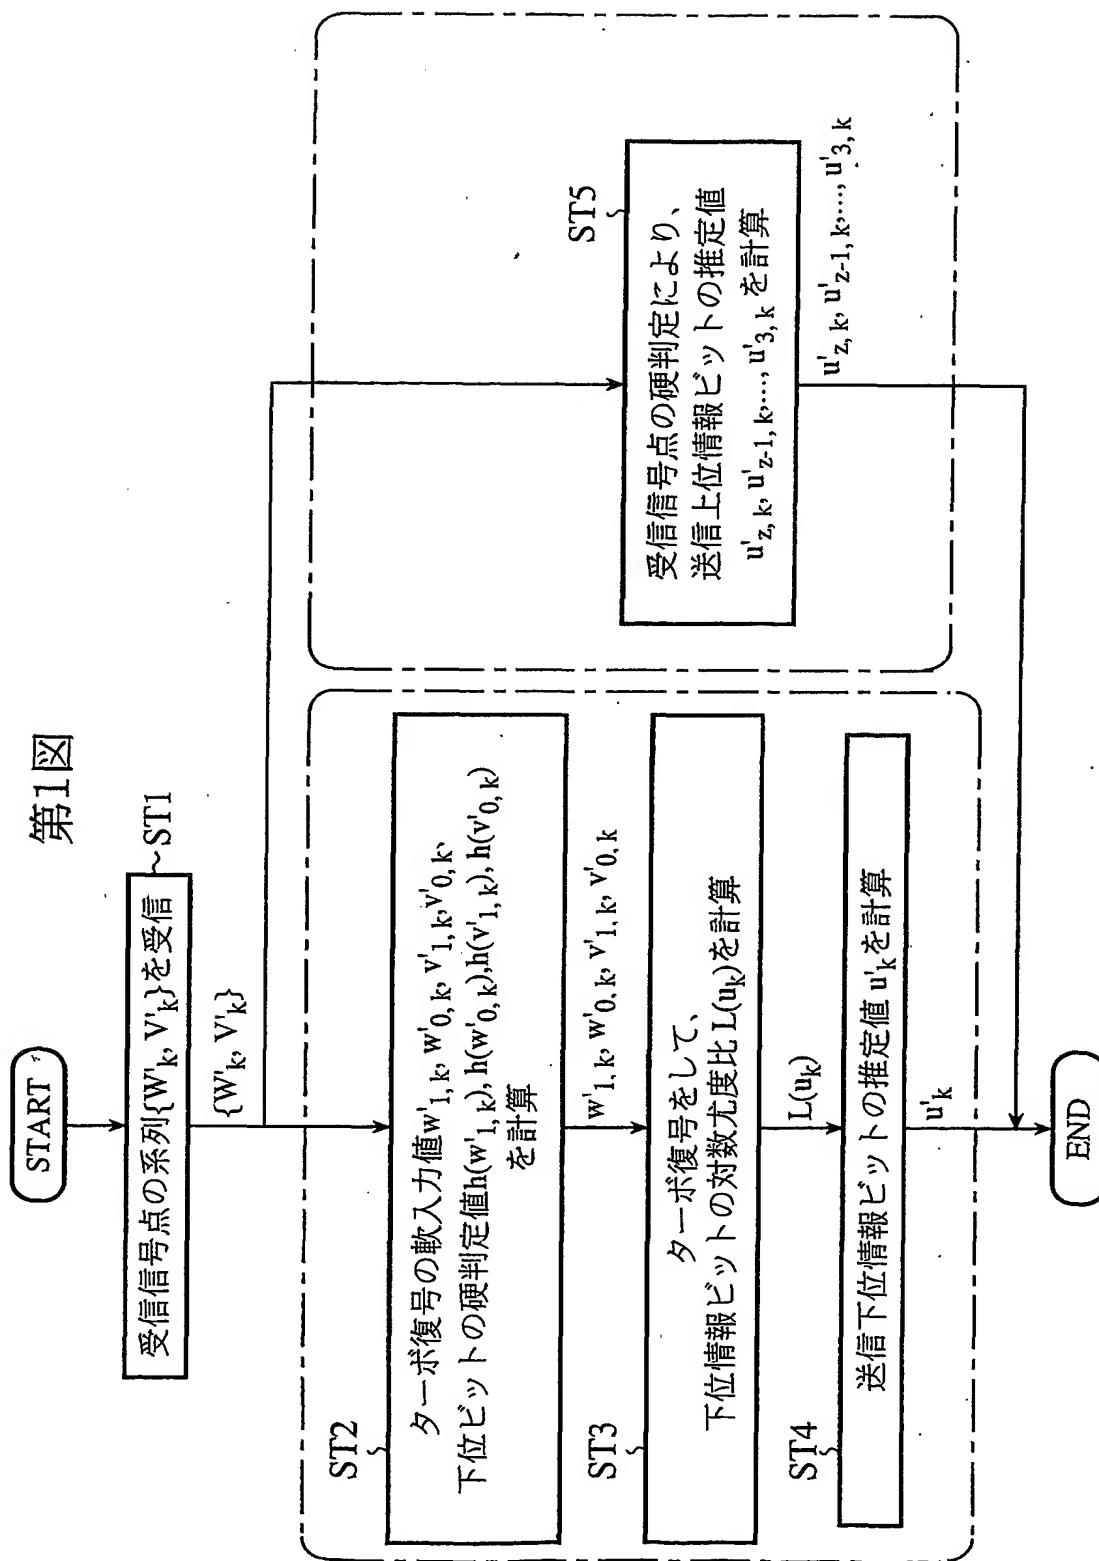 第1図
START
受信信号点の系列{W'k, V'k}を受信
ST1
{W'k, V'k}
ST2
ターボ復号の軟入力値w'1,k, w'0,k, v'1,k, v'0,k、
下位ビットの硬判定値h(w'1,k), h(w'0,k),h(v'1,k), h(v'0,k)
を計算
w'1,k, w'0,k, v'1,k, v'0,k
ST3
ターボ復号をして、
下位情報ビットの対数尤度比 L(uk)を計算
L(uk)
ST4
送信下位情報ビットの推定値 u'kを計算
u'k
ST5
受信信号点の硬判定により、
送信上位情報ビットの推定値
u'z,k, u'z-1,k,..., u'3,k を計算
u'z,k, u'z-1,k,..., u'3,k
END